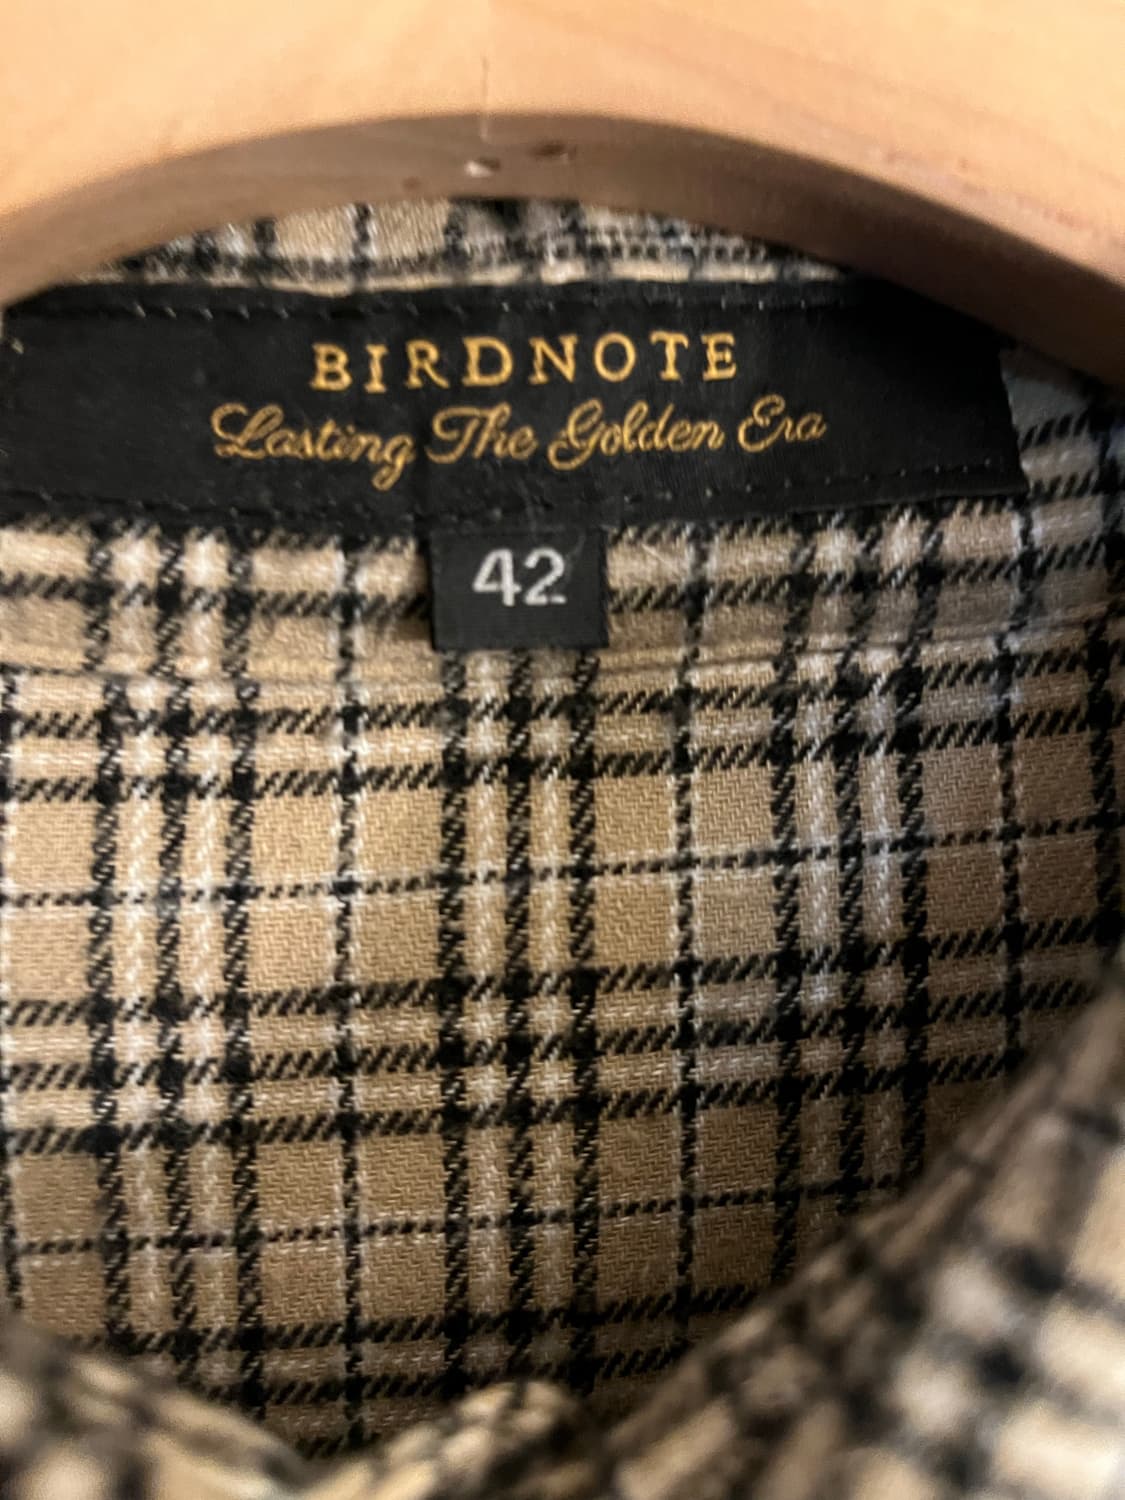 BIRDNOTE
Lasting The Golden Era
42